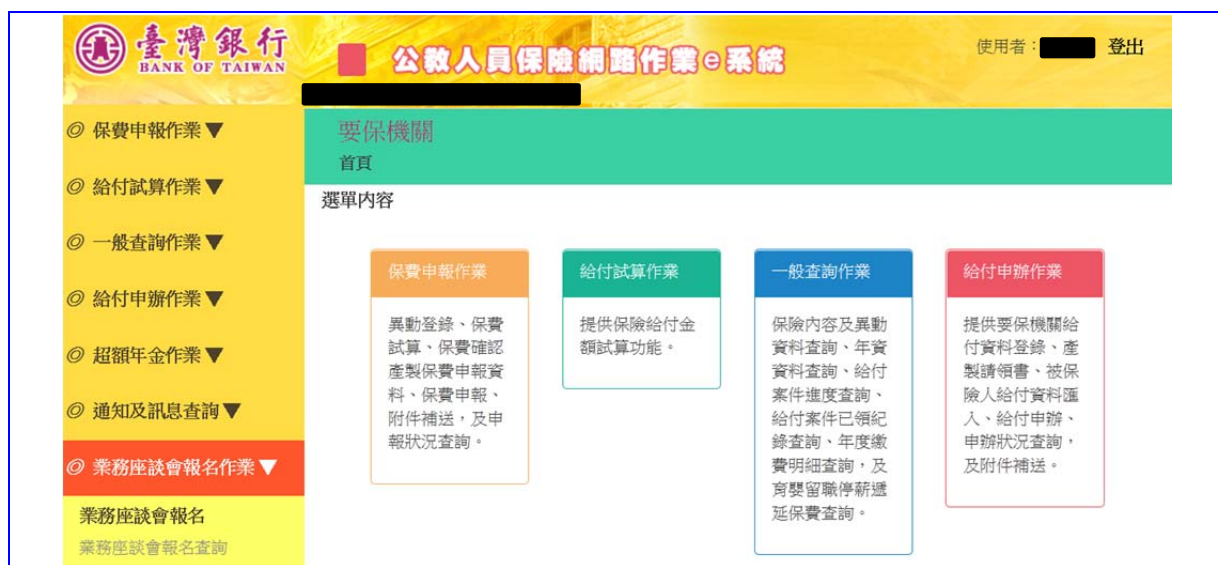 臺灣銀行
BANK OF TAIWAN
公教人員保險網路作業e系統
使用者：
登出
◎ 保費申報作業▼
◎ 給付試算作業▼
◎ 一般查詢作業▼
◎ 給付申辦作業▼
◎ 超額年金作業▼
◎ 通知及訊息查詢▼
◎ 業務座談會報名作業▼
業務座談會報名
業務座談會報名查詢
要保機關
首頁
選單內容
保費申報作業
異動登錄、保費
試算、保費確認
產製保費申報資
料、保費申報、
附件補送，及申
報狀況查詢。
給付試算作業
提供保險給付金
額試算功能。
一般查詢作業
保險內容及異動
資料查詢、年資
資料查詢、給付
案件進度查詢、
給付案件已領紀
錄查詢、年度繳
費明細查詢，及
育嬰留職停薪遞
延保費查詢。
給付申辦作業
提供要保機關給
付資料登錄、產
製請領書、被保
險人給付資料匯
入、給付申辦、
申辦狀況查詢，
及附件補送。